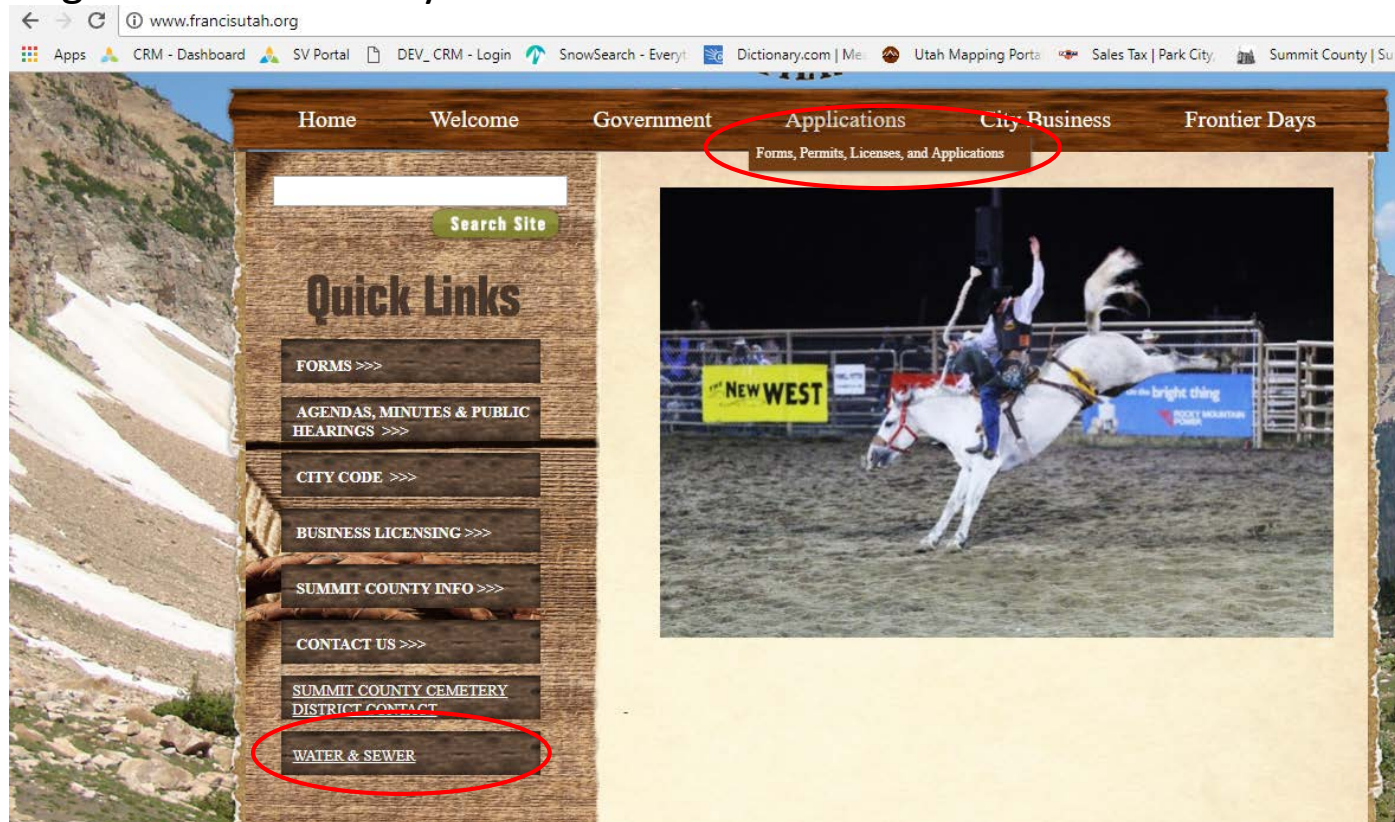 www.francisutah.org
Apps CRM - Dashboard SV Portal DEV_CRM - Login SnowSearch - Everyt Dictionary.com | Me Utah Mapping Porta Sales Tax | Park City, Summit County | Su
Home Welcome Government Applications City Business Frontier Days
Forms, Permits, Licenses, and Applications
Search Site
Quick Links
FORMS >>>
AGENDAS, MINUTES & PUBLIC
HEARINGS >>>
CITY CODE >>>
BUSINESS LICENSING >>>
SUMMIT COUNTY INFO >>>
CONTACT US >>>
SUMMIT COUNTY CEMETERY
DISTRICT CONTACT
WATER & SEWER
THE NEW WEST
bright thing
ROCKY MOUNTAIN
POWER
-